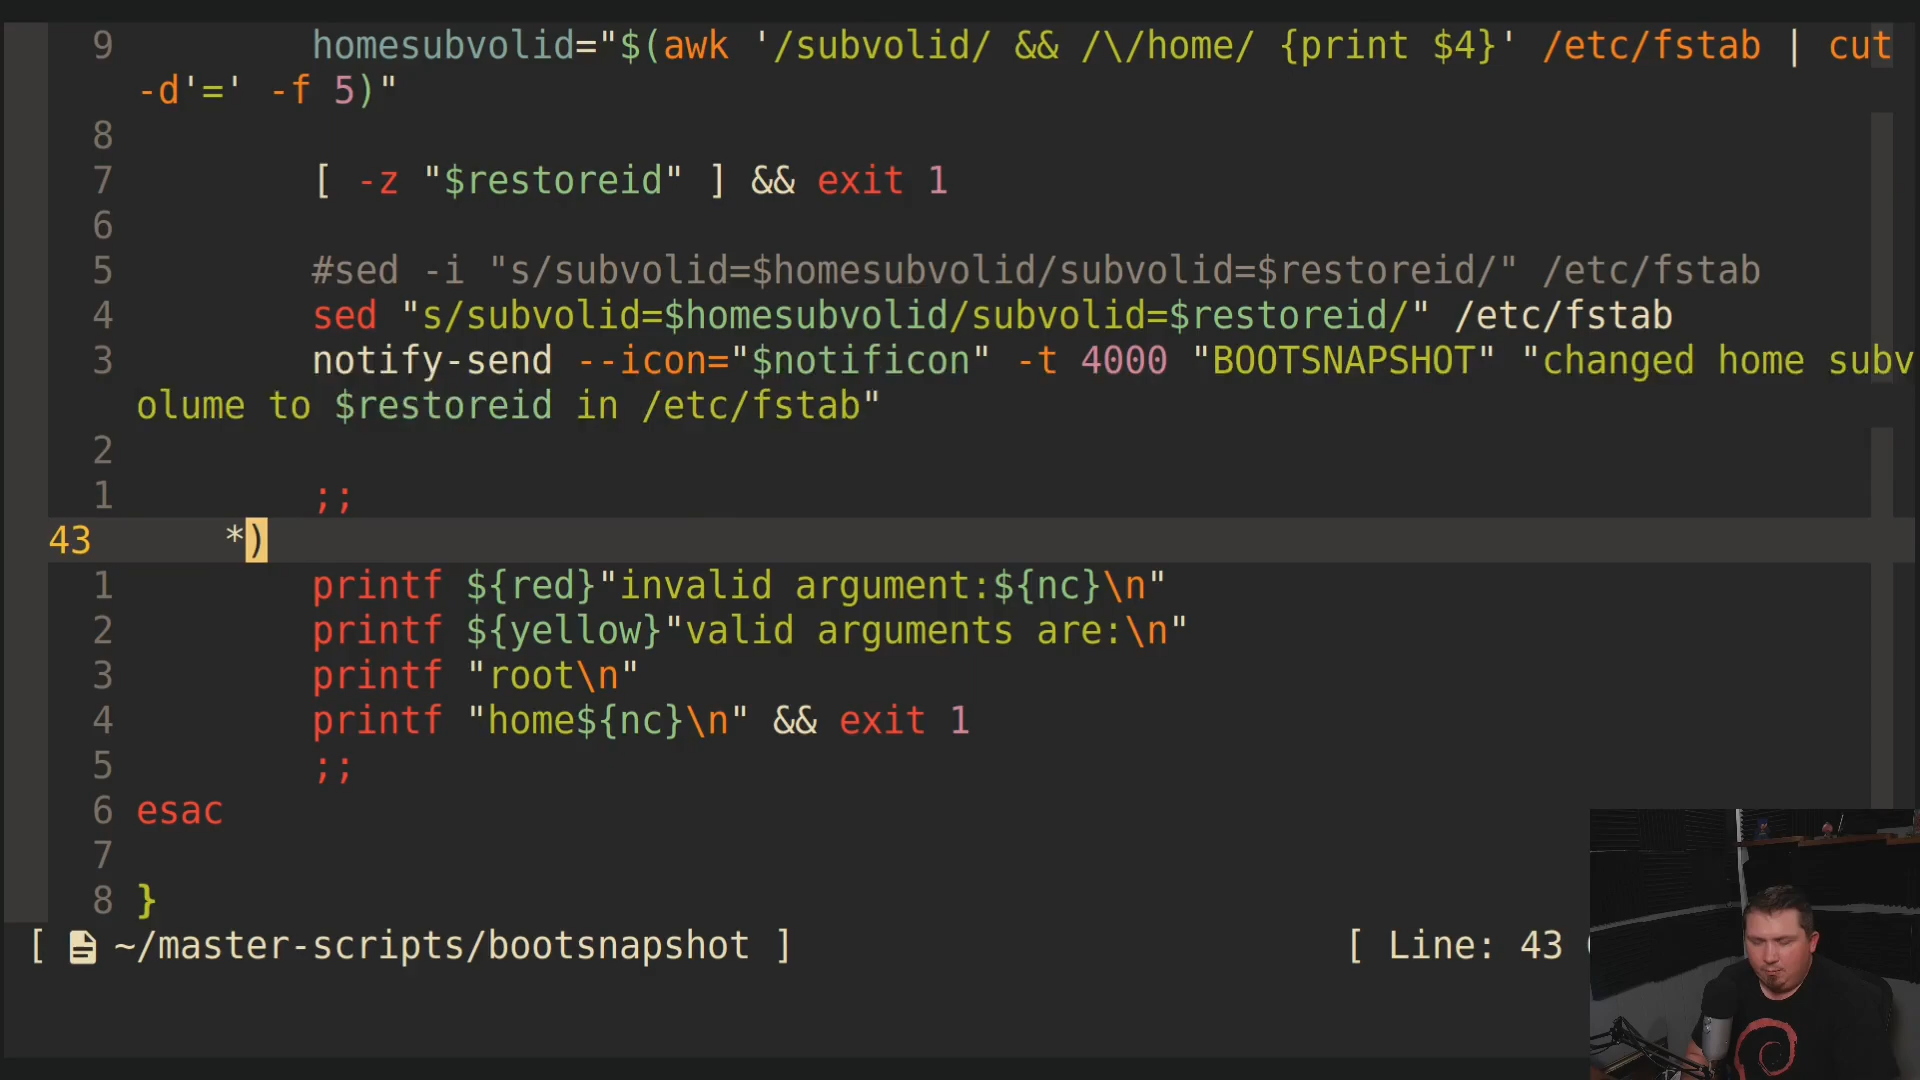 9 homesubvolid="$(awk '/subvolid/ && /\/home/ {print $4}' /etc/fstab | cut
-d'=' -f 5)"
8
7 [ -z "$restoreid" ] && exit 1
6
5 #sed -i "s/subvolid=$homesubvolid/subvolid=$restoreid/" /etc/fstab
4 sed "s/subvolid=$homesubvolid/subvolid=$restoreid/" /etc/fstab
3 notify-send --icon="$notificon" -t 4000 "BOOTSNAPSHOT" "changed home subv
olume to $restoreid in /etc/fstab"
2
1 ;;
43 *)
1 printf ${red}"invalid argument:${nc}\n"
2 printf ${yellow}"valid arguments are:\n"
3 printf "root\n"
4 printf "home${nc}\n" && exit 1
5 ;;
6 esac
7
8 }
[ ~/master-scripts/bootsnapshot ] [ Line: 43